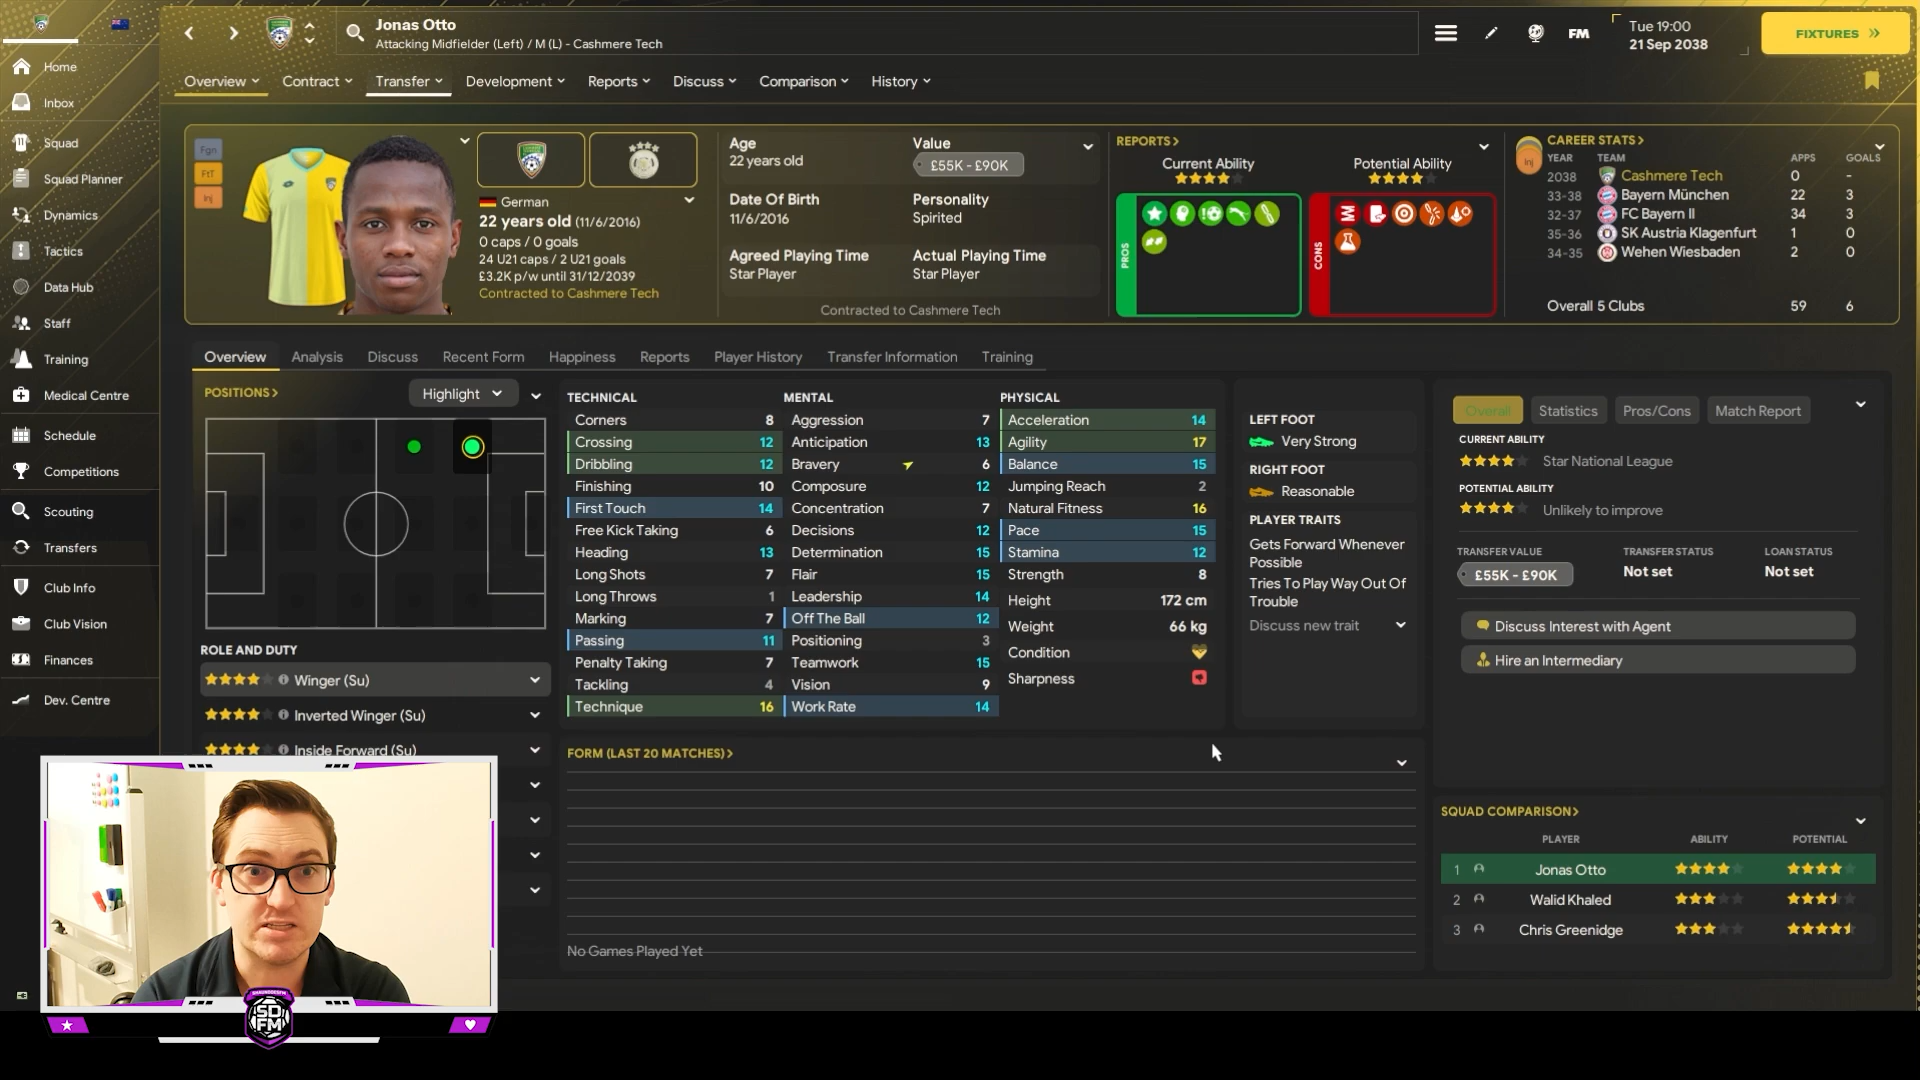 Jonas Otto
Attacking Midfielder (Left) / M (L) - Cashmere Tech
FM
Tue 19:00
21 Sep 2038
FIXTURES
Home
Inbox
Squad
Squad Planner
Dynamics
Tactics
Data Hub
Staff
Training
Medical Centre
Schedule
Competitions
Scouting
Transfers
Club Info
Club Vision
Finances
Dev. Centre
Overview
Contract
Transfer
Development
Reports
Discuss
Comparison
History
Fgn
FtT
Inj
German
22 years old (11/6/2016)
0 caps / 0 goals
24 U21 caps / 2 U21 goals
£3.2K p/w until 31/12/2039
Contracted to Cashmere Tech
Age
22 years old
Value
£55K - £90K
Date Of Birth
11/6/2016
Personality
Spirited
Agreed Playing Time
Star Player
Actual Playing Time
Star Player
Contracted to Cashmere Tech
REPORTS
Current Ability
Potential Ability
PROS
CONS
Inj
CAREER STATS
YEAR TEAM APPS GOALS
2038 Cashmere Tech 0 -
33-38 Bayern München 22 3
32-37 FC Bayern II 34 3
35-36 SK Austria Klagenfurt 1 0
34-35 Wehen Wiesbaden 2 0
Overall 5 Clubs 59 6
Overview
Analysis
Discuss
Recent Form
Happiness
Reports
Player History
Transfer Information
Training
POSITIONS
Highlight
ROLE AND DUTY
Winger (Su)
Inverted Winger (Su)
Inside Forward (Su)
TECHNICAL
Corners 8
Crossing 12
Dribbling 12
Finishing 10
First Touch 14
Free Kick Taking 6
Heading 13
Long Shots 7
Long Throws 1
Marking 7
Passing 11
Penalty Taking 7
Tackling 4
Technique 16
MENTAL
Aggression 7
Anticipation 13
Bravery 6
Composure 12
Concentration 7
Decisions 12
Determination 15
Flair 15
Leadership 14
Off The Ball 12
Positioning 3
Teamwork 15
Vision 9
Work Rate 14
PHYSICAL
Acceleration 14
Agility 17
Balance 15
Jumping Reach 2
Natural Fitness 16
Pace 15
Stamina 12
Strength 8
Height 172 cm
Weight 66 kg
Condition
Sharpness
LEFT FOOT
Very Strong
RIGHT FOOT
Reasonable
PLAYER TRAITS
Gets Forward Whenever
Possible
Tries To Play Way Out Of
Trouble
Discuss new trait
Overall
Statistics
Pros/Cons
Match Report
CURRENT ABILITY
Star National League
POTENTIAL ABILITY
Unlikely to improve
TRANSFER VALUE
£55K - £90K
TRANSFER STATUS
Not set
LOAN STATUS
Not set
Discuss Interest with Agent
Hire an Intermediary
FORM (LAST 20 MATCHES)
No Games Played Yet
SQUAD COMPARISON
PLAYER ABILITY POTENTIAL
1 Jonas Otto
2 Walid Khaled
3 Chris Greenidge
SD
FM